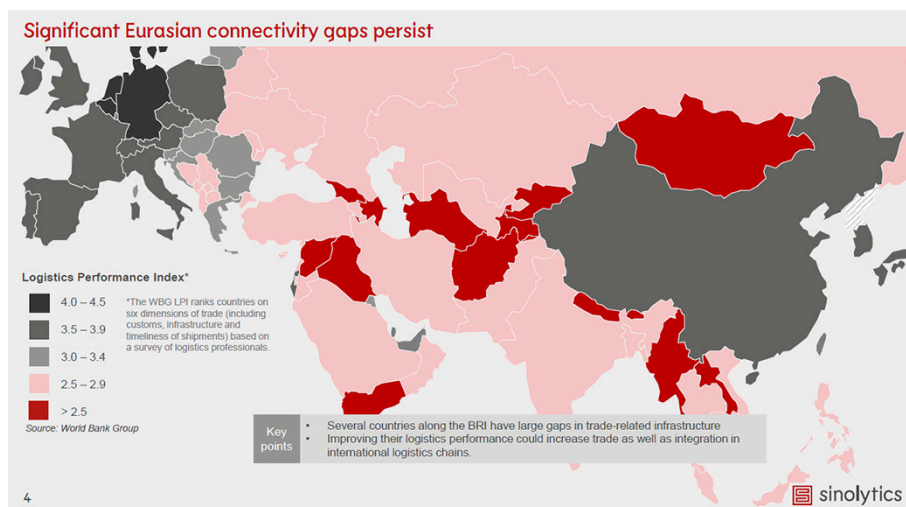 Significant Eurasian connectivity gaps persist
Logistics Performance Index*
4.0 – 4.5
3.5 – 3.9
3.0 – 3.4
2.5 – 2.9
> 2.5
*The WBG LPI ranks countries on
six dimensions of trade (including
customs, infrastructure and
timeliness of shipments) based on
a survey of logistics professionals.
Source: World Bank Group
Key
points
• Several countries along the BRI have large gaps in trade-related infrastructure
• Improving their logistics performance could increase trade as well as integration in
international logistics chains.
4
sinolytics